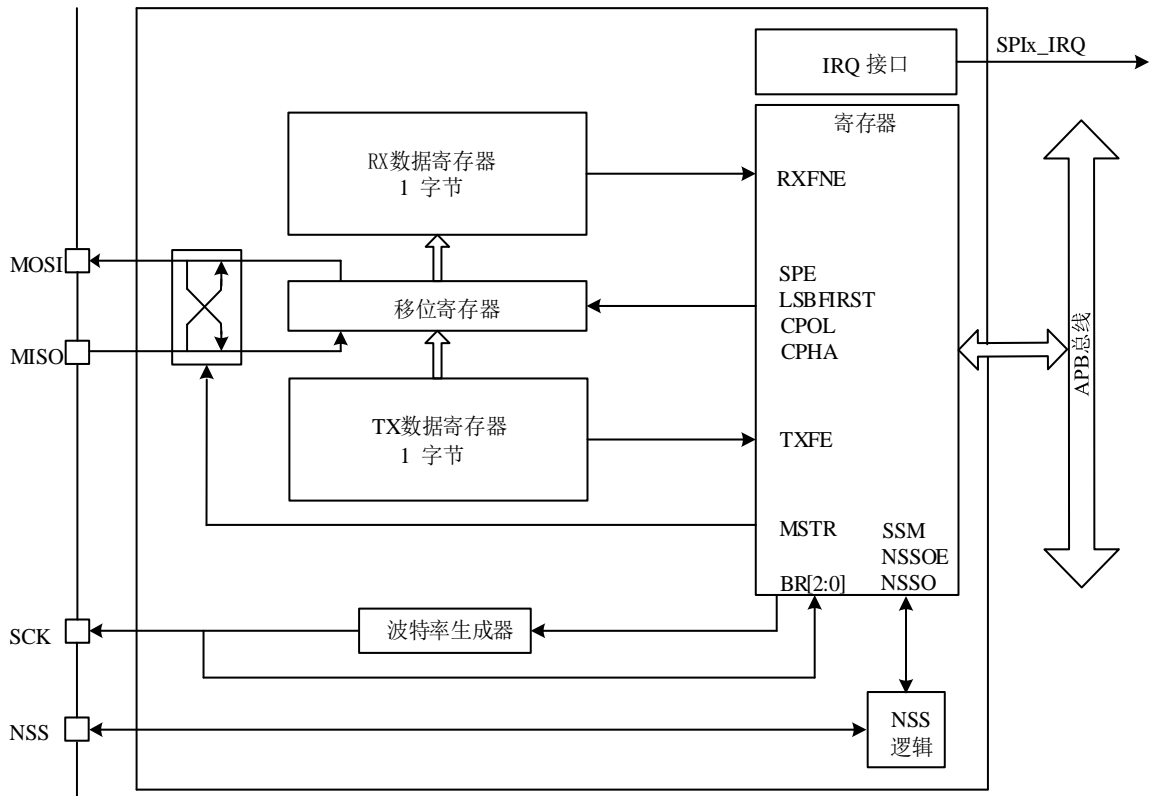 SPIx_IRQ
IRQ 接口
寄存器
RX数据寄存器
1 字节
RXFNE
MOSI
SPE
LSBFIRST
CPOL
CPHA
移位寄存器
MISO
APB总线
TX数据寄存器
1 字节
TXFE
MSTR
SSM
NSSOE
BR[2:0]
NSSO
SCK
波特率生成器
NSS
NSS
逻辑